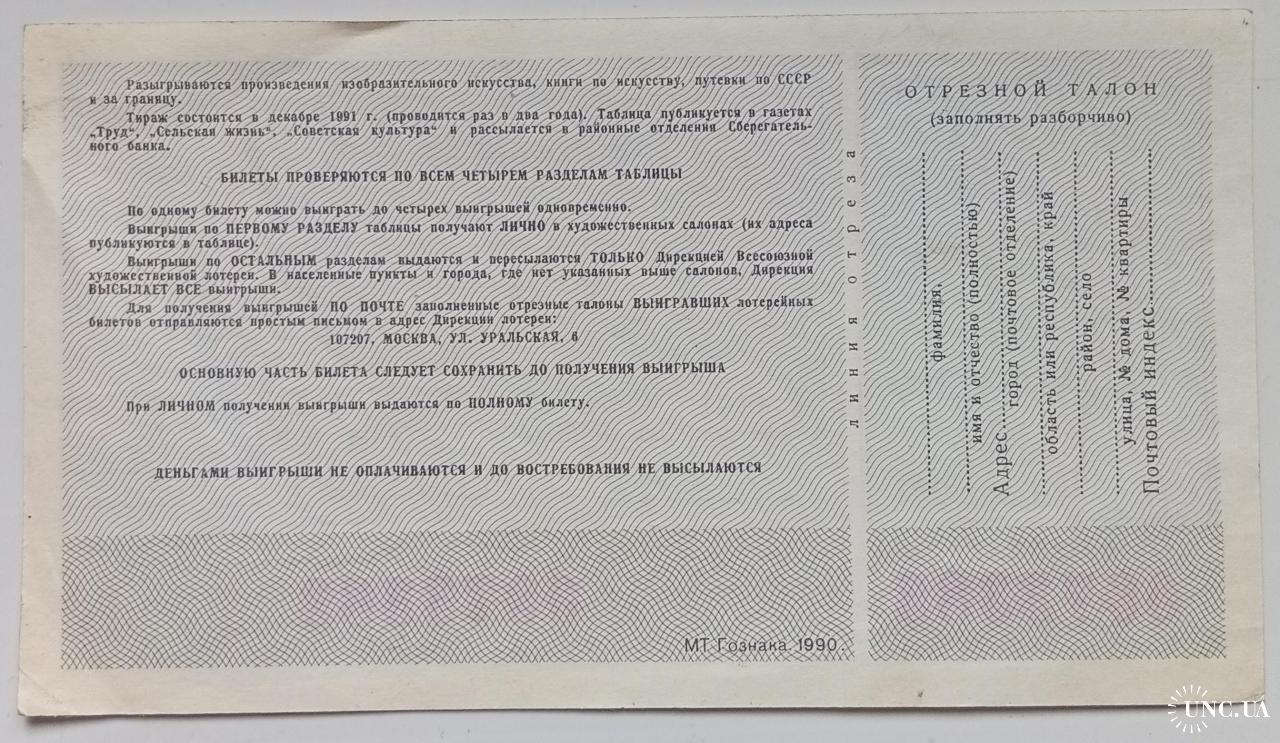 Разыгрываются произведения изобразительного искусства, книги по искусству, путевки по СССР
и за границу.
Тираж состоится в декабре 1991 г. (проводится раз в два года). Таблица публикуется в газетах
„Труд“, „Сельская жизнь“, „Советская культура“ и рассылается в районные отделения Сберегатель-
ного банка.
БИЛЕТЫ ПРОВЕРЯЮТСЯ ПО ВСЕМ ЧЕТЫРЕМ РАЗДЕЛАМ ТАБЛИЦЫ
По одному билету можно выиграть до четырех выигрышей одновременно.
Выигрыши по ПЕРВОМУ РАЗДЕЛУ таблицы получают ЛИЧНО в художественных салонах (их адреса
публикуются в таблице).
Выигрыши по ОСТАЛЬНЫМ разделам выдаются и пересылаются ТОЛЬКО Дирекцией Всесоюзной
художественной лотереи. В населенные пункты и города, где нет указанных выше салонов, Дирекция
ВЫСЫЛАЕТ ВСЕ выигрыши.
Для получения выигрышей ПО ПОЧТЕ заполненные отрезные талоны ВЫИГРАВШИХ лотерейных
билетов отправляются простым письмом в адрес Дирекции лотереи:
107207, МОСКВА, УЛ. УРАЛЬСКАЯ, 6
ОСНОВНУЮ ЧАСТЬ БИЛЕТА СЛЕДУЕТ СОХРАНИТЬ ДО ПОЛУЧЕНИЯ ВЫИГРЫША
При ЛИЧНОМ получении выигрыши выдаются по ПОЛНОМУ билету.
ДЕНЬГАМИ ВЫИГРЫШИ НЕ ОПЛАЧИВАЮТСЯ И ДО ВОСТРЕБОВАНИЯ НЕ ВЫСЫЛАЮТСЯ
МТ Гознака. 1990.
линия отреза
ОТРЕЗНОЙ ТАЛОН
(заполнять разборчиво)
фамилия,
имя и отчество (полностью)
Адрес
город (почтовое отделение)
область или республика, край
район, село
улица, № дома, № квартиры
Почтовый индекс
UNC.UA